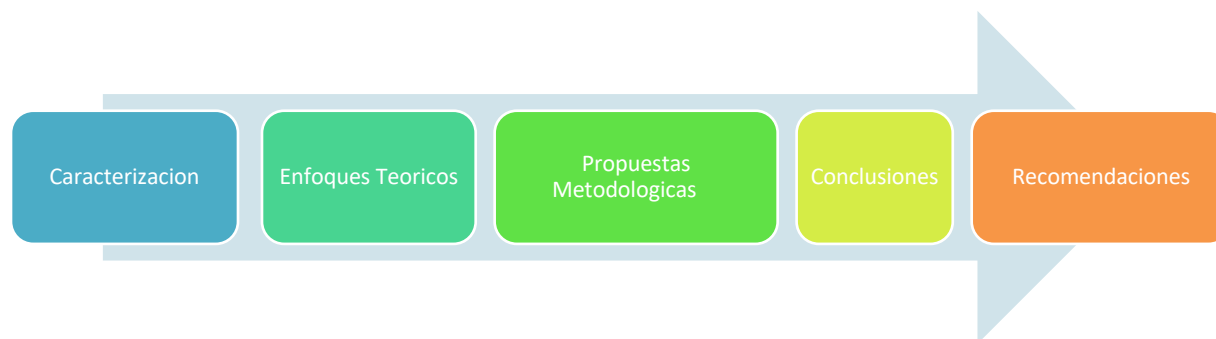 Caracterizacion
Enfoques Teoricos
Propuestas
Metodologicas
Conclusiones
Recomendaciones